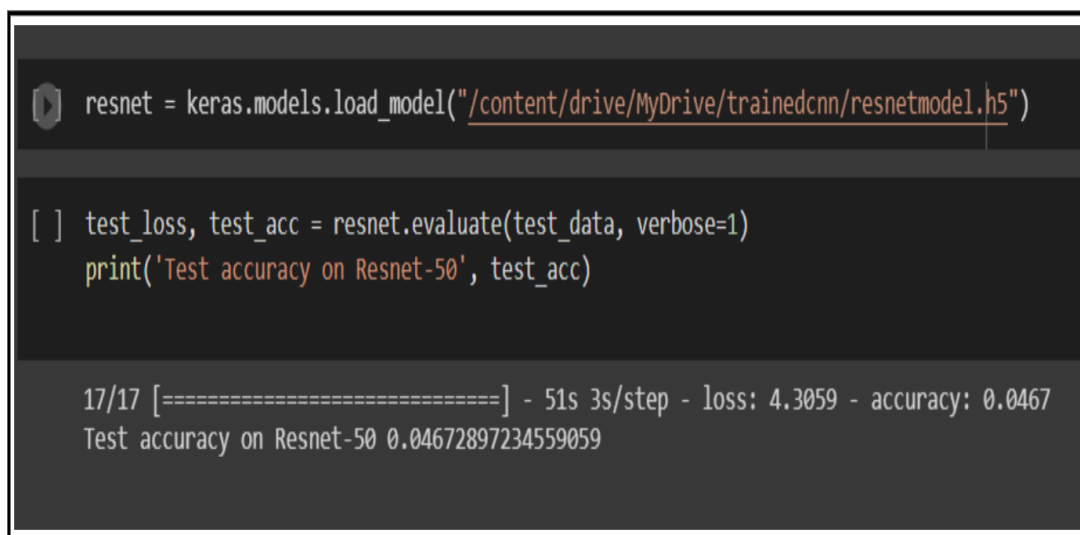 [ ] resnet = keras.models.load_model("/content/drive/MyDrive/trainedcnn/resnetmodel.h5")
[ ] test_loss, test_acc = resnet.evaluate(test_data, verbose=1)
print('Test accuracy on Resnet-50', test_acc)
17/17 [==============================] - 51s 3s/step - loss: 4.3059 - accuracy: 0.0467
Test accuracy on Resnet-50 0.04672897234559059